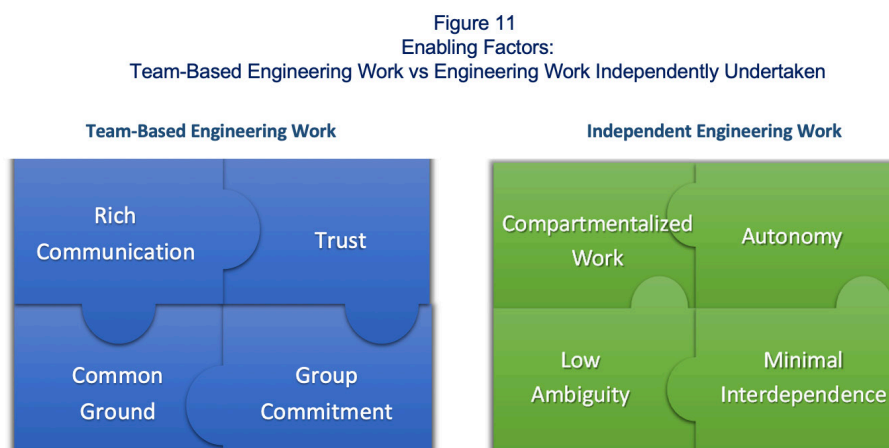 Figure 11
Enabling Factors:
Team-Based Engineering Work vs Engineering Work Independently Undertaken
Team-Based Engineering Work
Rich
Communication
Trust
Common
Ground
Group
Commitment
Independent Engineering Work
Compartmentalized
Work
Autonomy
Low
Ambiguity
Minimal
Interdependence